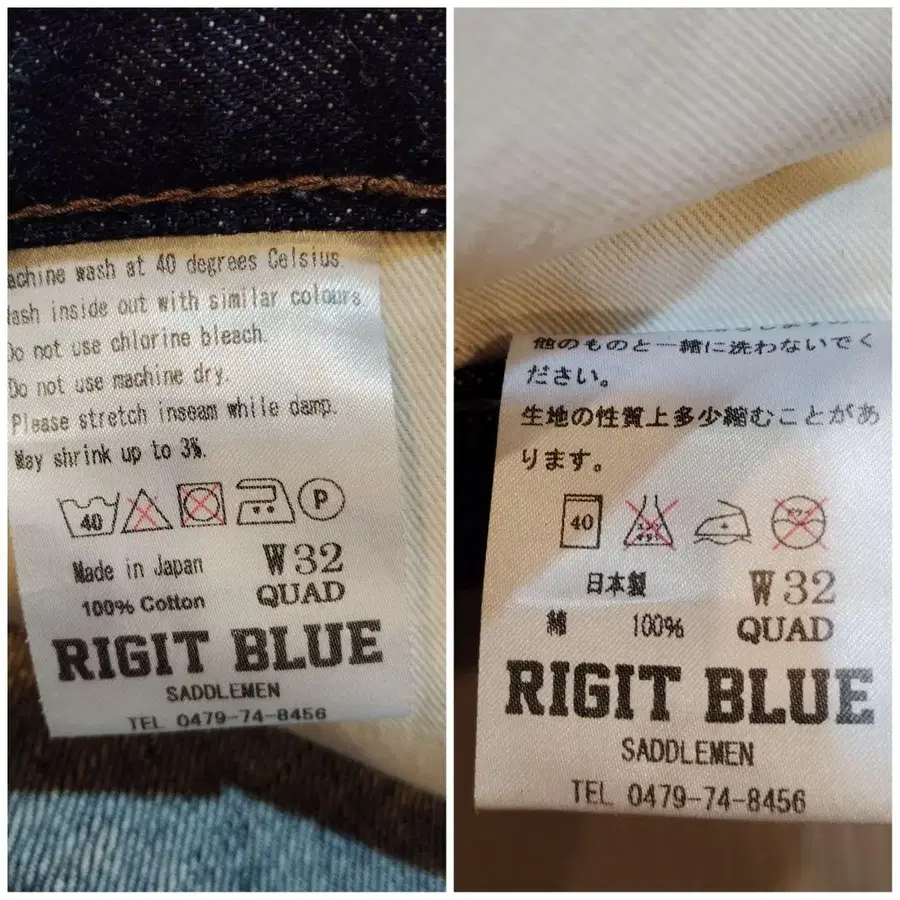 achine wash at 40 degrees Celsius.
ash inside out with similar colours.
Do not use chlorine bleach.
Do not use machine dry.
Please stretch inseam while damp.
May shrink up to 3%.
40
P
Made in Japan
W32
100% Cotton
QUAD
RIGIT BLUE
SADDLEMEN
TEL 0479-74-8456
他のものと一緒に洗わないでく
ださい。
生地の性質上多少縮むことがあ
ります。
40
日本製
W32
綿 100%
QUAD
RIGIT BLUE
SADDLEMEN
TEL 0479-74-8456